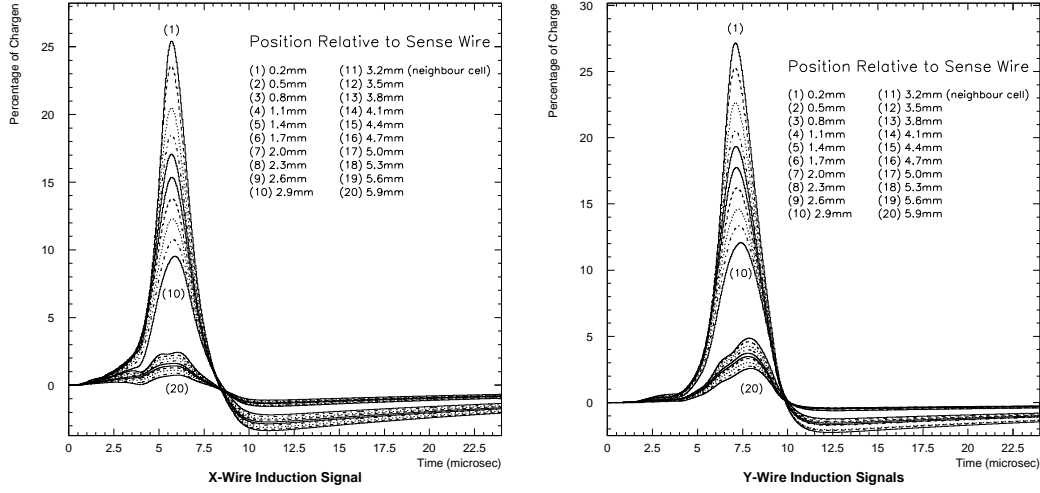 Percentage of Chargen
25
20
15
10
5
0
(1)
(10)
(20)
Position Relative to Sense Wire
(1) 0.2mm (11) 3.2mm (neighbour cell)
(2) 0.5mm (12) 3.5mm
(3) 0.8mm (13) 3.8mm
(4) 1.1mm (14) 4.1mm
(5) 1.4mm (15) 4.4mm
(6) 1.7mm (16) 4.7mm
(7) 2.0mm (17) 5.0mm
(8) 2.3mm (18) 5.3mm
(9) 2.6mm (19) 5.6mm
(10) 2.9mm (20) 5.9mm
0 2.5 5 7.5 10 12.5 15 17.5 20 22.5
Time (microsec)
X-Wire Induction Signal
Percentage of Charge
30
25
20
15
10
5
0
(1)
(10)
(20)
Position Relative to Sense Wire
(1) 0.2mm (11) 3.2mm (neighbour cell)
(2) 0.5mm (12) 3.5mm
(3) 0.8mm (13) 3.8mm
(4) 1.1mm (14) 4.1mm
(5) 1.4mm (15) 4.4mm
(6) 1.7mm (16) 4.7mm
(7) 2.0mm (17) 5.0mm
(8) 2.3mm (18) 5.3mm
(9) 2.6mm (19) 5.6mm
(10) 2.9mm (20) 5.9mm
0 2.5 5 7.5 10 12.5 15 17.5 20 22.5
Time (microsec)
Y-Wire Induction Signals